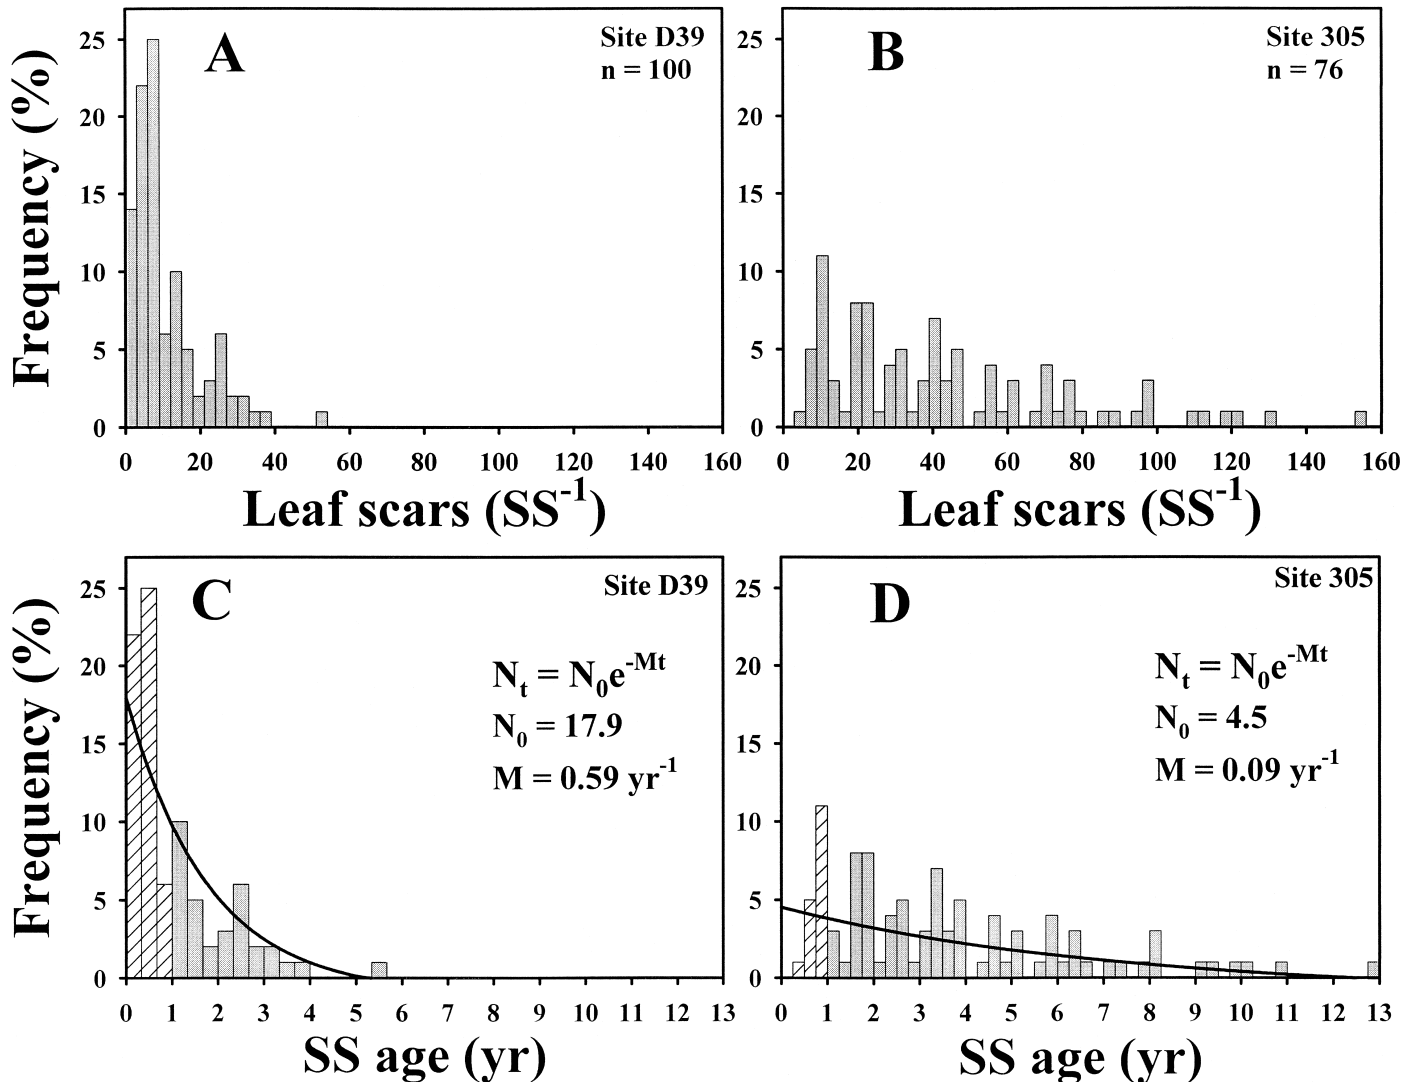 A
Site D39
n = 100
Frequency (%)
25
20
15
10
5
0
0 20 40 60 80 100 120 140 160
Leaf scars (SS⁻¹)
B
Site 305
n = 76
25
20
15
10
5
0
0 20 40 60 80 100 120 140 160
Leaf scars (SS⁻¹)
C
Site D39
Nₜ = N₀e⁻ᴹᵗ
N₀ = 17.9
M = 0.59 yr⁻¹
Frequency (%)
25
20
15
10
5
0
0 1 2 3 4 5 6 7 8 9 10 11 12 13
SS age (yr)
D
Site 305
Nₜ = N₀e⁻ᴹᵗ
N₀ = 4.5
M = 0.09 yr⁻¹
25
20
15
10
5
0
0 1 2 3 4 5 6 7 8 9 10 11 12 13
SS age (yr)